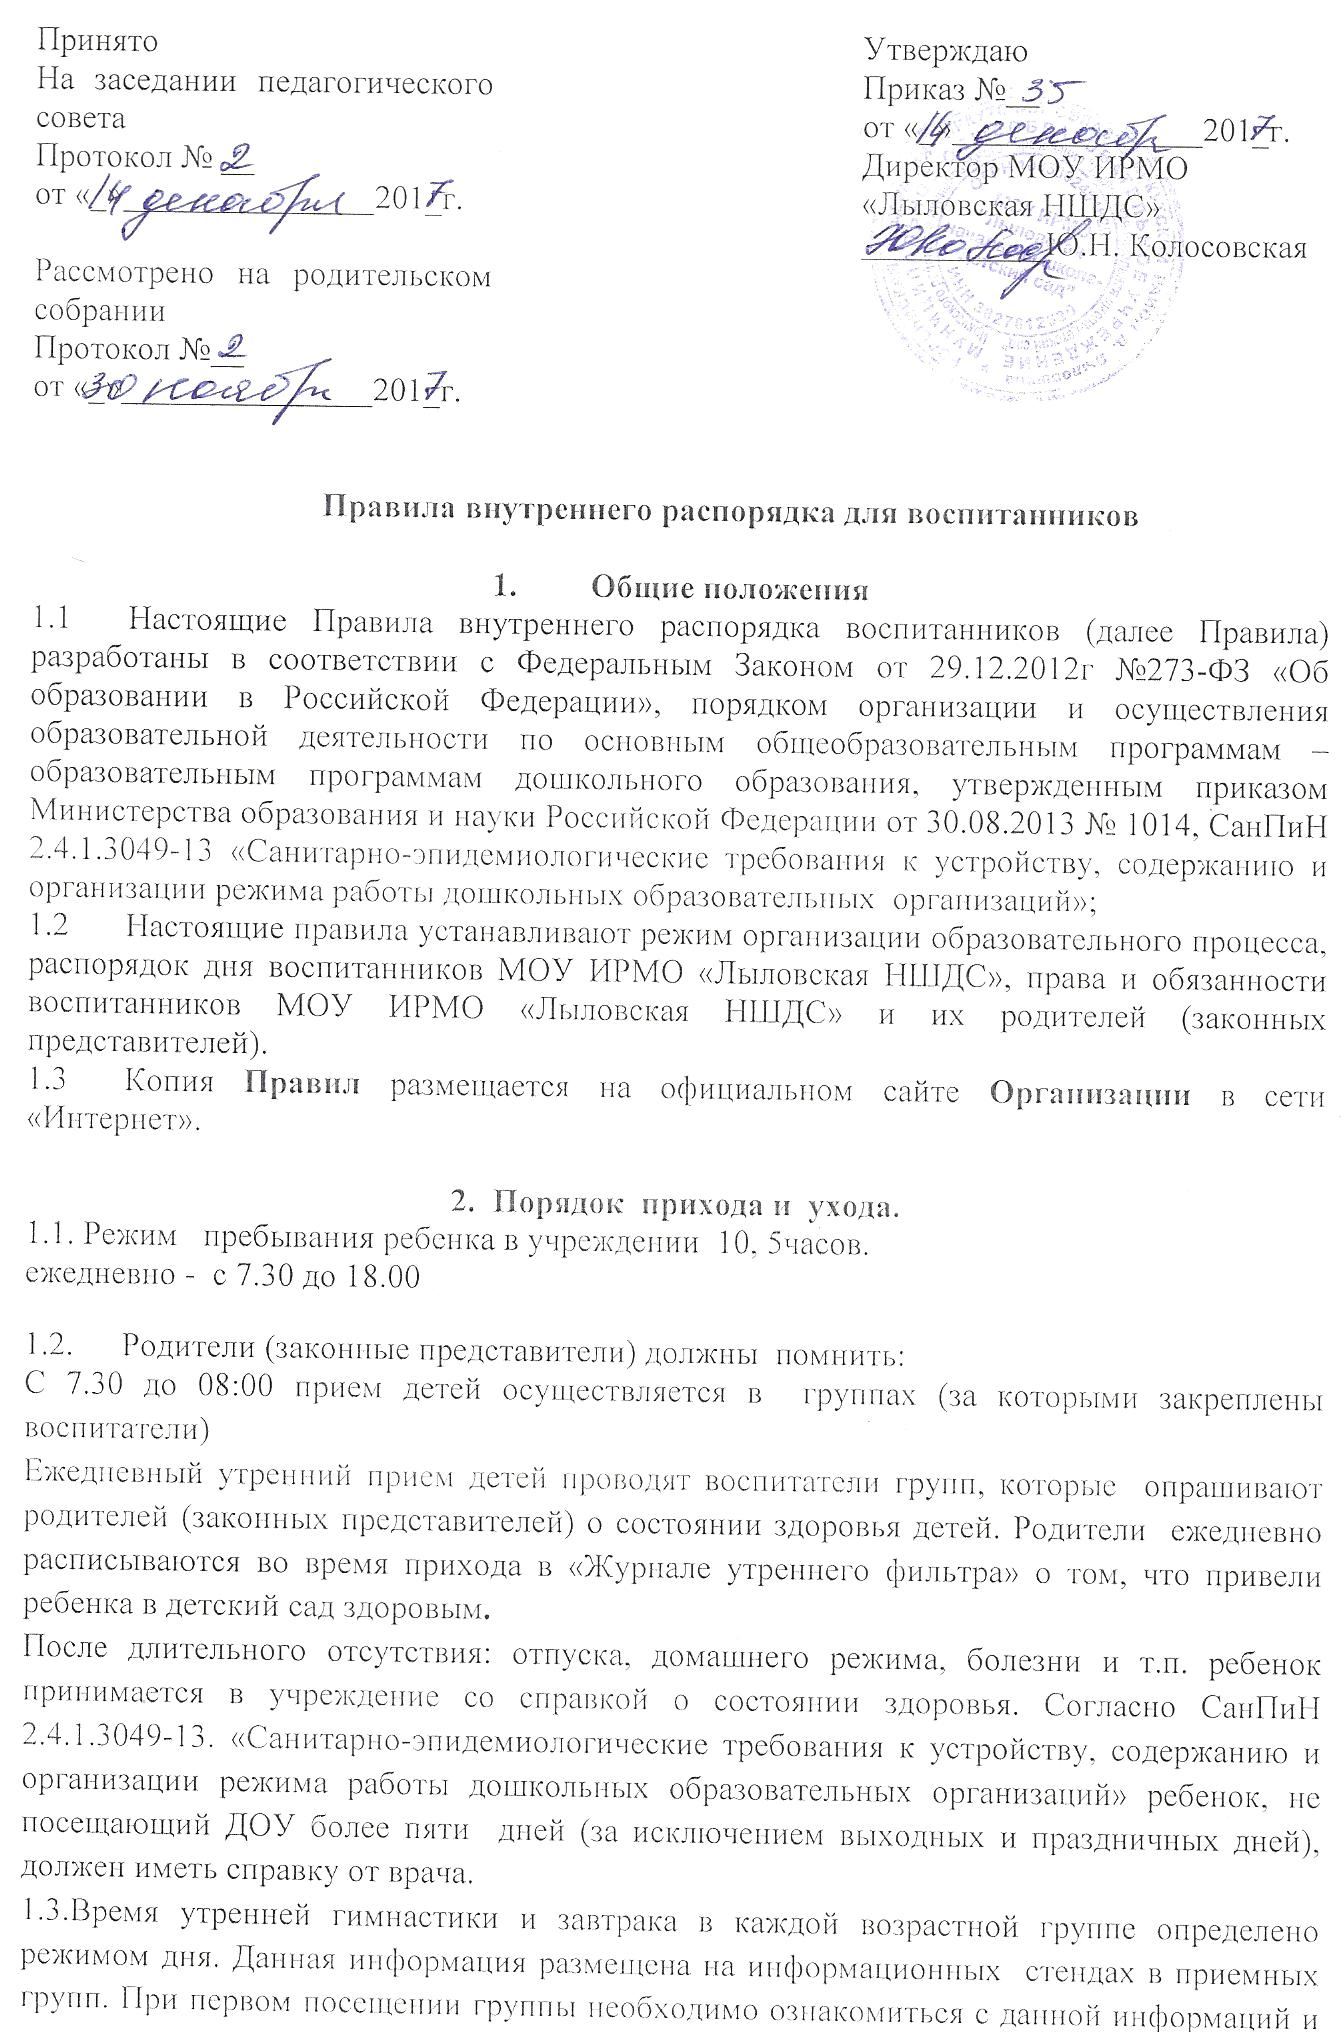 Принято
На заседании педагогического
совета
Протокол № 2
от «14 декабря 2017г.
Рассмотрено на родительском
собрании
Протокол № 2
от «30 ноября 2017г.
Утверждаю
Приказ № 35
от «14» декабр 2017г.
Директор МОУ ИРМО
«Лыловская НШДС»
Ю.Н. Колосовская
Правила внутреннего распорядка для воспитанников
1. Общие положения
1.1 Настоящие Правила внутреннего распорядка воспитанников (далее Правила)
разработаны в соответствии с Федеральным Законом от 29.12.2012г №273-ФЗ «Об
образовании в Российской Федерации», порядком организации и осуществления
образовательной деятельности по основным общеобразовательным программам –
образовательным программам дошкольного образования, утвержденным приказом
Министерства образования и науки Российской Федерации от 30.08.2013 № 1014, СанПиН
2.4.1.3049-13 «Санитарно-эпидемиологические требования к устройству, содержанию и
организации режима работы дошкольных образовательных организаций»;
1.2 Настоящие правила устанавливают режим организации образовательного процесса,
распорядок дня воспитанников МОУ ИРМО «Лыловская НШДС», права и обязанности
воспитанников МОУ ИРМО «Лыловская НШДС» и их родителей (законных
представителей).
1.3 Копия Правил размещается на официальном сайте Организации в сети
«Интернет».
2. Порядок прихода и ухода.
1.1. Режим пребывания ребенка в учреждении 10, 5часов.
ежедневно - с 7.30 до 18.00
1.2. Родители (законные представители) должны помнить:
С 7.30 до 08:00 прием детей осуществляется в группах (за которыми закреплены
воспитатели)
Ежедневный утренний прием детей проводят воспитатели групп, которые опрашивают
родителей (законных представителей) о состоянии здоровья детей. Родители ежедневно
расписываются во время прихода в «Журнале утреннего фильтра» о том, что привели
ребенка в детский сад здоровым.
После длительного отсутствия: отпуска, домашнего режима, болезни и т.п. ребенок
принимается в учреждение со справкой о состоянии здоровья. Согласно СанПиН
2.4.1.3049-13. «Санитарно-эпидемиологические требования к устройству, содержанию и
организации режима работы дошкольных образовательных организаций» ребенок, не
посещающий ДОУ более пяти дней (за исключением выходных и праздничных дней),
должен иметь справку от врача.
1.3.Время утренней гимнастики и завтрака в каждой возрастной группе определено
режимом дня. Данная информация размещена на информационных стендах в приемных
групп. При первом посещении группы необходимо ознакомиться с данной информаций и